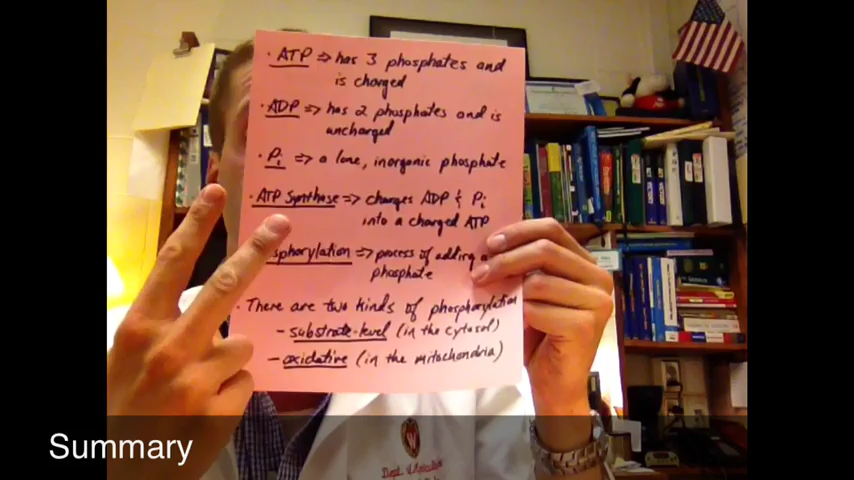 · ATP => has 3 phosphates and
is charged
· ADP => has 2 phosphates and is
uncharged
· Pi => a lone, inorganic phosphate
· ATP Synthase => charges ADP & Pi
into a charged ATP
sphorylation => process of adding a
phosphate
· There are two kinds of phosphorylation
- substrate-level (in the cytosol)
- oxidative (in the mitochondria)
W
Summary